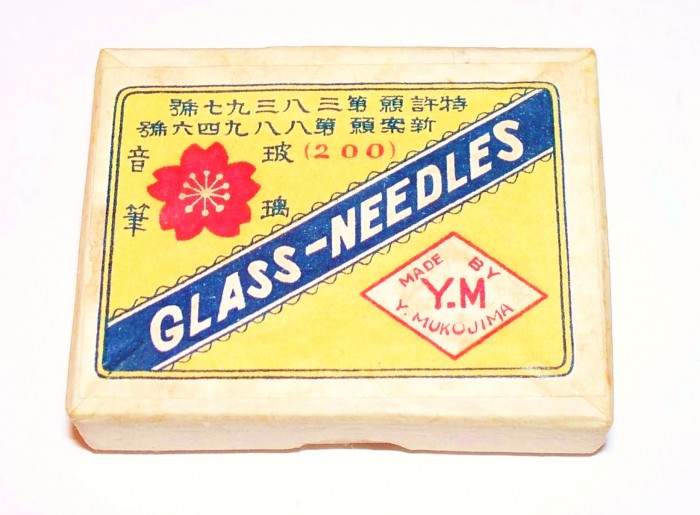 特許願 第三八三九七號
新案願 第八八九四六號
玻璃
音筆
(200)
GLASS-NEEDLES
MADE BY
Y.M
Y. MUKOJIMA